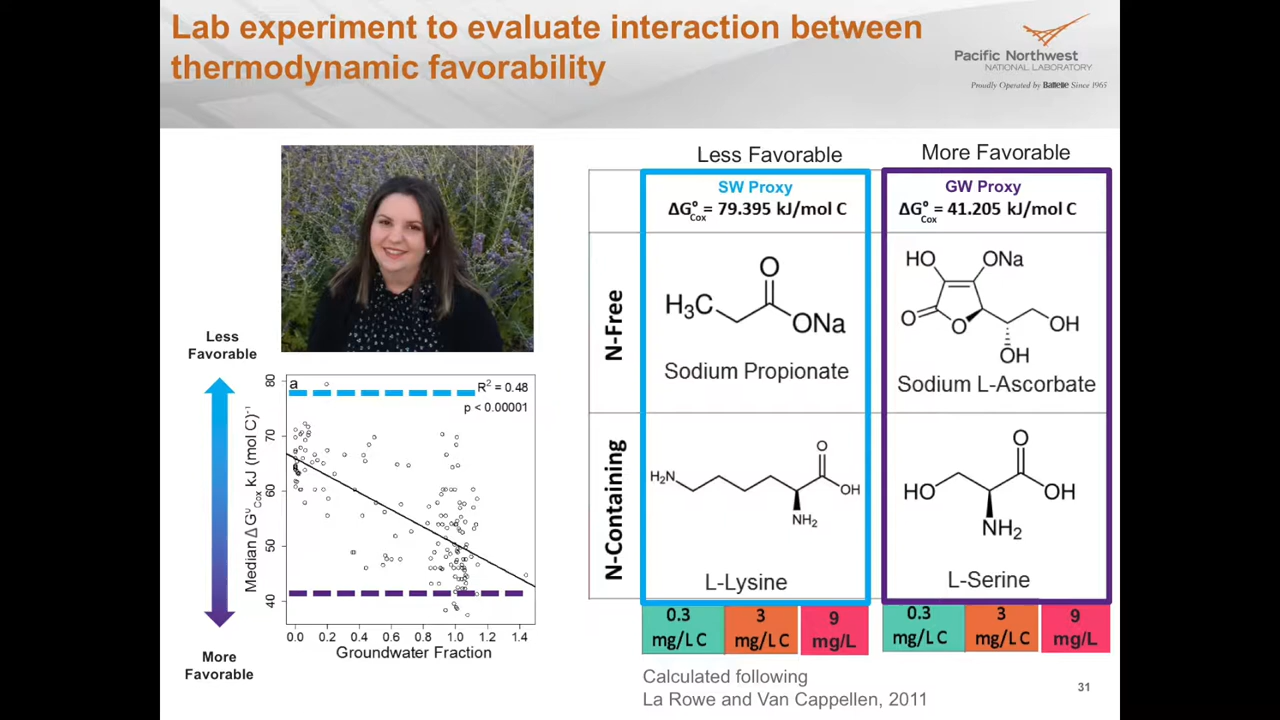 Lab experiment to evaluate interaction between
thermodynamic favorability
Pacific Northwest
NATIONAL LABORATORY
Proudly Operated by Battelle Since 1965
Less
Favorable
More
Favorable
a
R² = 0.48
p < 0.00001
Median ΔG°Cox kJ (mol C)⁻¹
80
70
60
50
40
0.0 0.2 0.4 0.6 0.8 1.0 1.2 1.4
Groundwater Fraction
Less Favorable
More Favorable
SW Proxy
ΔG°Cox = 79.395 kJ/mol C
GW Proxy
ΔG°Cox = 41.205 kJ/mol C
N-Free
O
H₃C
ONa
Sodium Propionate
HO
ONa
O
O
OH
OH
Sodium L-Ascorbate
N-Containing
H₂N
O
OH
NH₂
L-Lysine
O
HO
OH
NH₂
L-Serine
0.3
mg/L C
3
mg/L C
9
mg/L
0.3
mg/L C
3
mg/L C
9
mg/L
Calculated following
La Rowe and Van Cappellen, 2011
31